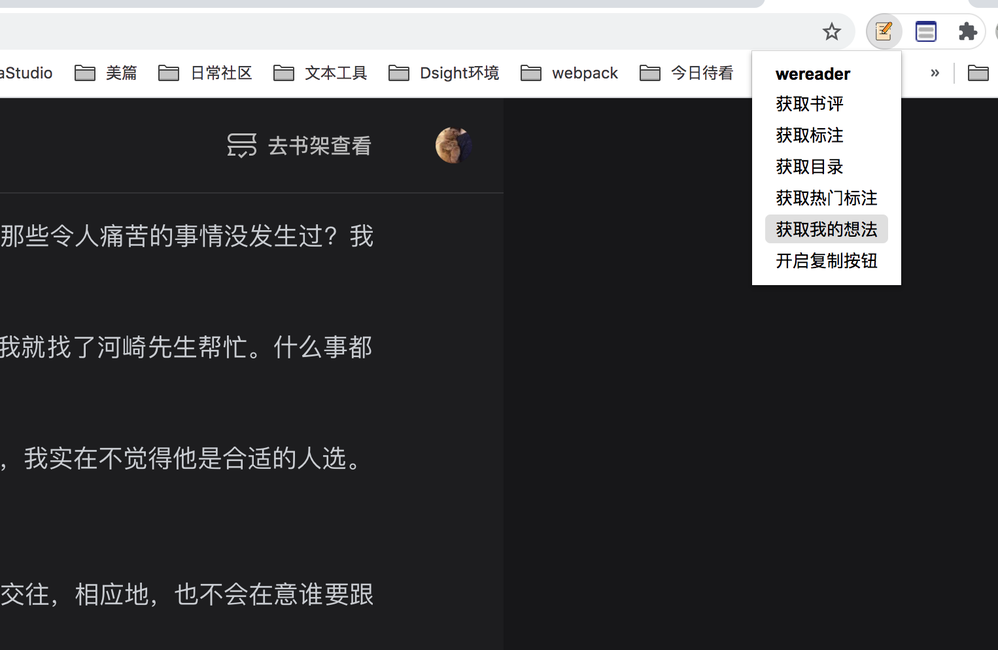 aStudio 美篇 日常社区 文本工具 Dsight环境 webpack 今日待看 »
wereader
获取书评
获取标注
获取目录
获取热门标注
获取我的想法
开启复制按钮
去书架查看
那些令人痛苦的事情没发生过？我
我就找了河崎先生帮忙。什么事都
，我实在不觉得他是合适的人选。
交往，相应地，也不会在意谁要跟